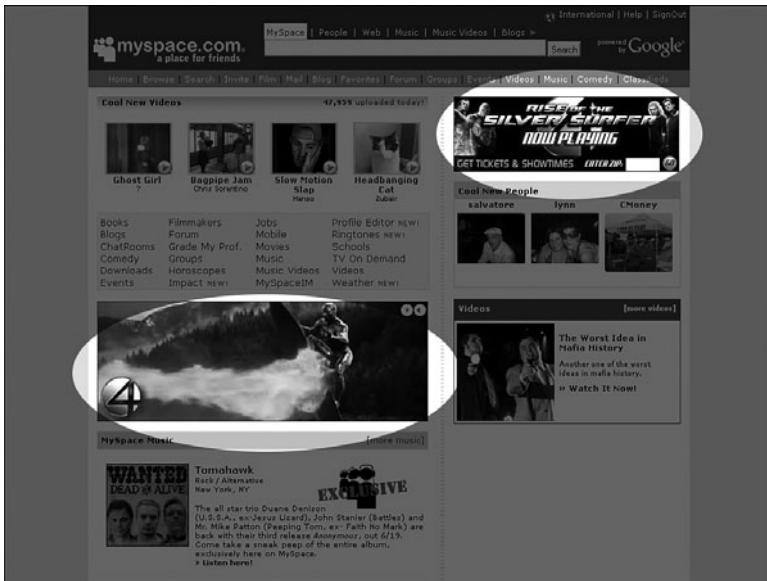 International | Help | SignOut
MySpace | People | Web | Music | Music Videos | Blogs »
myspace.com.
a place for friends
Search
powered by Google
Home | Browse | Search | Invite | Film | Mail | Blog | Favorites | Forum | Groups | Events | Videos | Music | Comedy | Classifieds
Cool New Videos 47,959 uploaded today!
Ghost Girl
?
Bagpipe Jam
Chris Sorentino
Slow Motion Slap
Hanso
Headbanging Cat
Zubair
RISE OF THE
SILVER SURFER
NOW PLAYING
GET TICKETS & SHOWTIMES ENTER ZIP: GO
Cool New People
salvatore lynn CMoney
Books Filmmakers Jobs Profile Editor NEW!
Blogs Forum Mobile Ringtones NEW!
ChatRooms Grade My Prof. Movies Schools
Comedy Groups Music TV On Demand
Downloads Horoscopes Music Videos Videos
Events Impact NEW! MySpaceIM Weather NEW!
4
Videos [more videos]
The Worst Idea in
Mafia History
Another one of the worst
ideas in mafia history.
» Watch It Now!
MySpace Music [more music]
WANTED
DEAD OR ALIVE
Tomahawk
Rock / Alternative
New York, NY
EXCLUSIVE
The all star trio Duane Denison
(U.S.S.A., ex-Jesus Lizard), John Stanier (Battles) and
Mr. Mike Patton (Peeping Tom, ex- Faith No Mark) are
back with their third release Anonymous, out 6/19.
Come take a sneak peep of the entire album,
exclusively here on MySpace.
» Listen here!